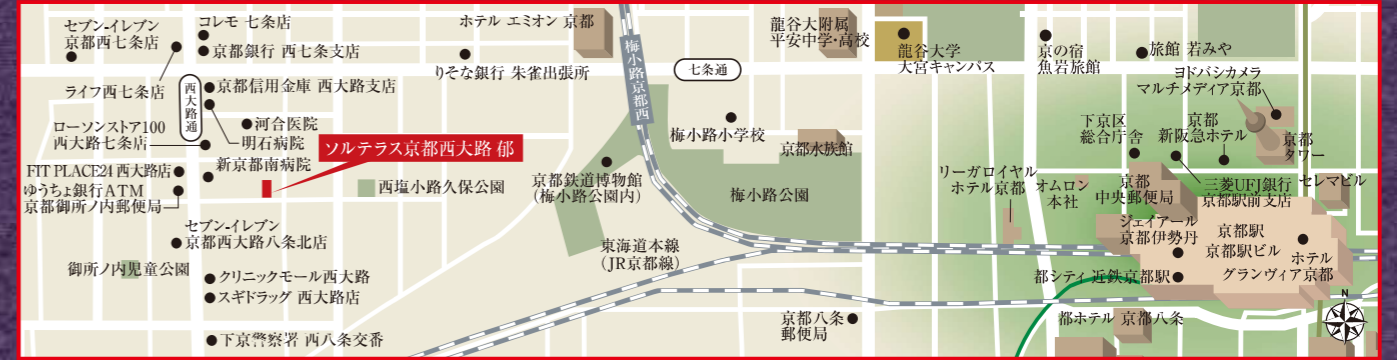 セブン-イレブン
京都西七条店
コレモ 七条店
京都銀行 西七条支店
ライフ西七条店
西大路通
京都信用金庫 西大路支店
河合医院
明石病院
ローソンストア100
西大路七条店
新京都南病院
FIT PLACE24 西大路店
ゆうちょ銀行ATM
京都御所ノ内郵便局
ソルテラス京都西大路 郁
西塩小路久保公園
セブン-イレブン
京都西大路八条北店
御所ノ内児童公園
クリニックモール西大路
スギドラッグ 西大路店
下京警察署 西八条交番
ホテル エミオン 京都
りそな銀行 朱雀出張所
梅小路京都西
七条通
梅小路小学校
京都水族館
京都鉄道博物館
(梅小路公園内)
梅小路公園
東海道本線
(JR京都線)
京都八条
郵便局
龍谷大附属
平安中学・高校
龍谷大学
大宮キャンパス
京の宿
魚岩旅館
旅館 若みや
ヨドバシカメラ
マルチメディア京都
下京区
総合庁舎
京都
新阪急ホテル
京都
タワー
リーガロイヤル
ホテル京都
オムロン
本社
京都
中央郵便局
三菱UFJ銀行
京都駅前支店
セレマビル
ジェイアール
京都伊勢丹
京都駅
京都駅ビル
ホテル
グランヴィア京都
都シティ 近鉄京都駅
都ホテル 京都八条
N